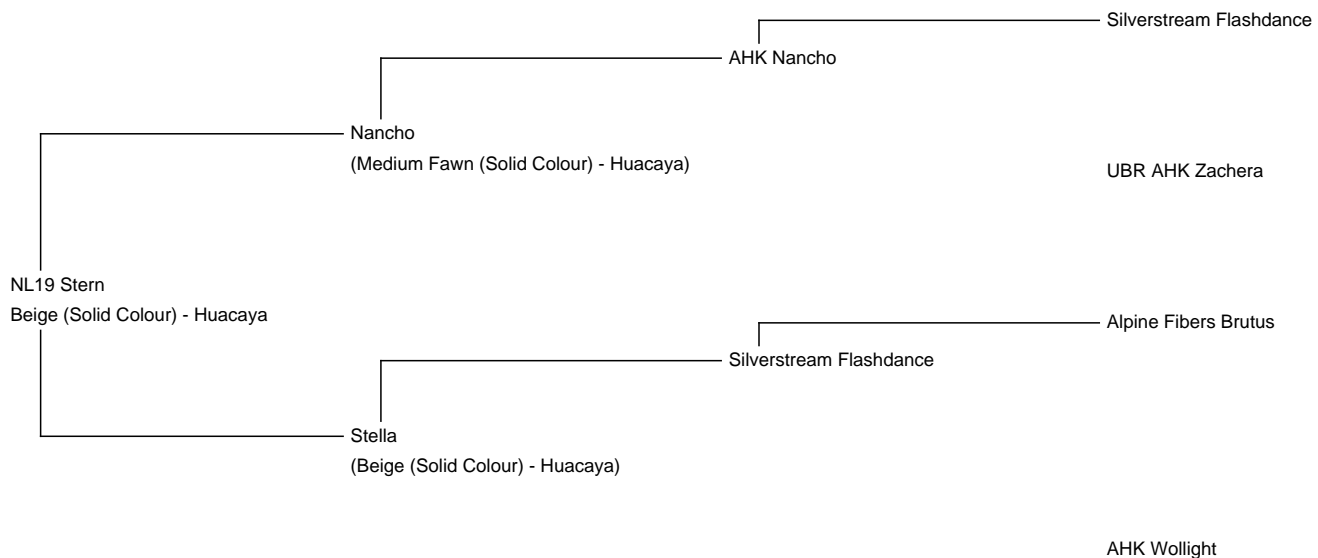 Silverstream Flashdance
AHK Nancho
Nancho
(Medium Fawn (Solid Colour) - Huacaya)
UBR AHK Zachera
NL19 Stern
Beige (Solid Colour) - Huacaya
Alpine Fibers Brutus
Silverstream Flashdance
Stella
(Beige (Solid Colour) - Huacaya)
AHK Wollight